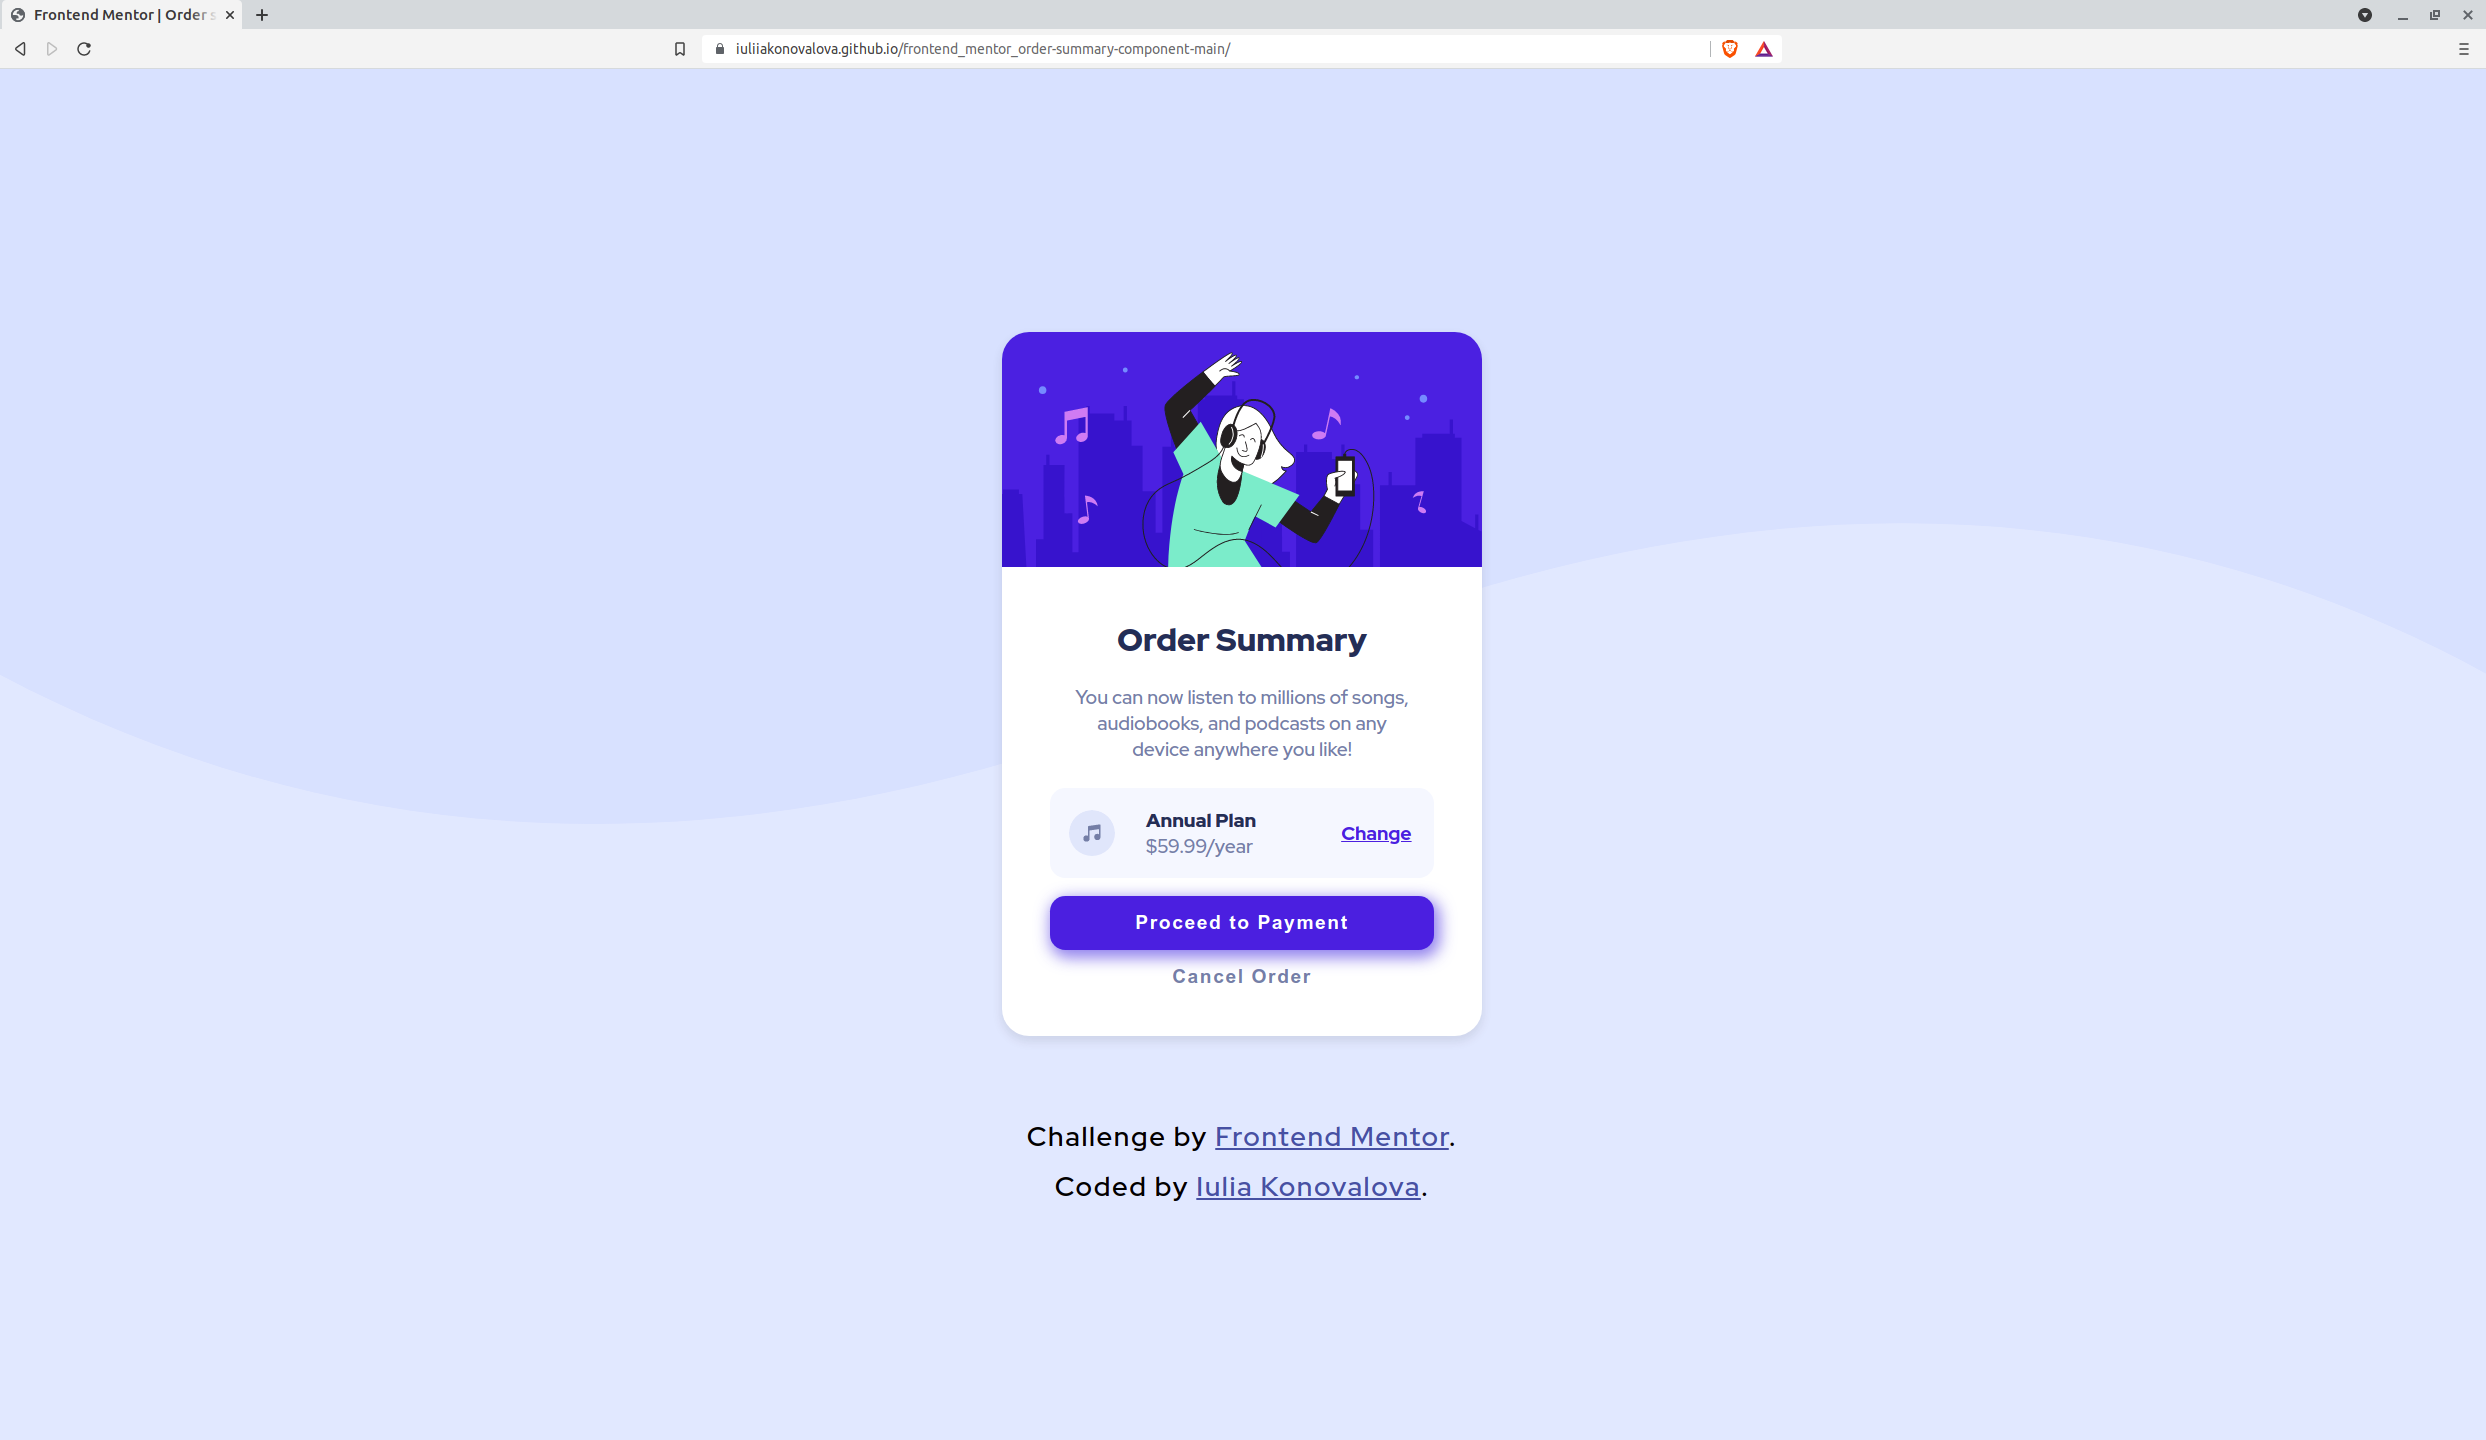 Frontend Mentor | Order s
iuliiakonovalova.github.io/frontend_mentor_order-summary-component-main/
Order Summary
You can now listen to millions of songs,
audiobooks, and podcasts on any
device anywhere you like!
Annual Plan
$59.99/year
Change
Proceed to Payment
Cancel Order
Challenge by Frontend Mentor.
Coded by Iulia Konovalova.